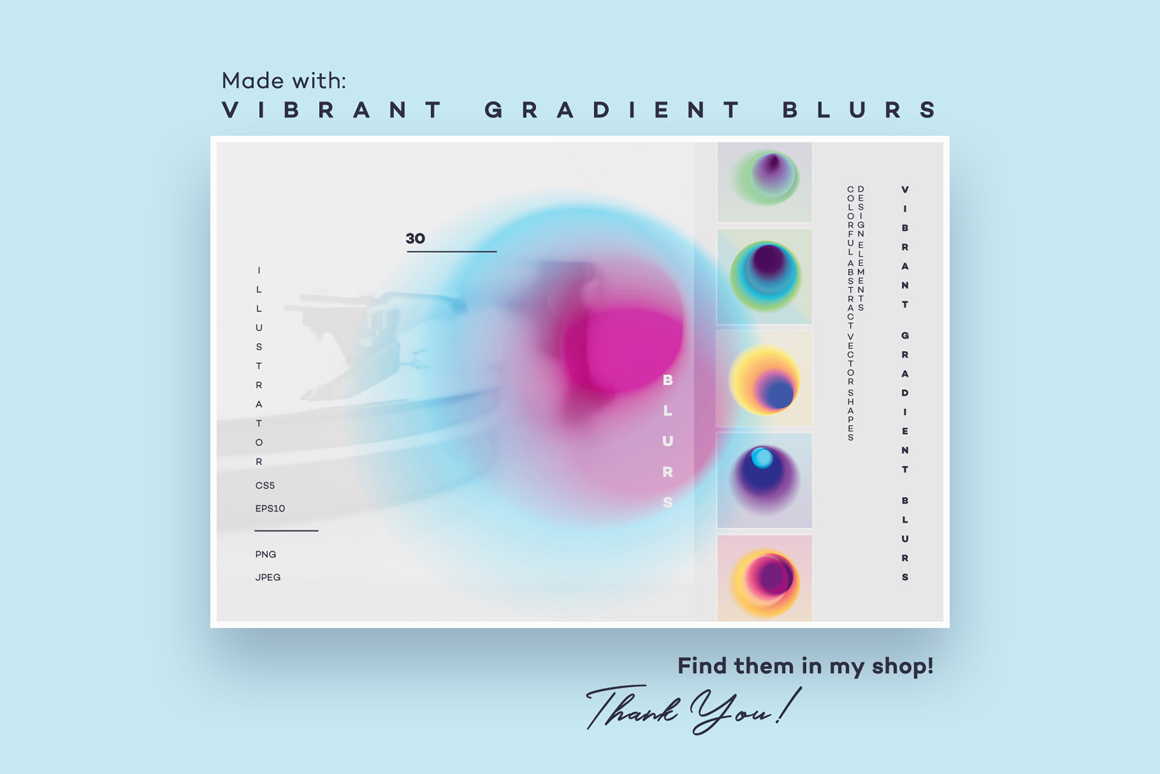 Made with:
VIBRANT GRADIENT BLURS
30
ILLUSTRATOR
CS5
EPS10
PNG
JPEG
BLURS
DESIGN ELEMENTS
COLORFUL ABSTRACT VECTOR SHAPES
VIBRANT GRADIENT BLURS
Find them in my shop!
Thank You!